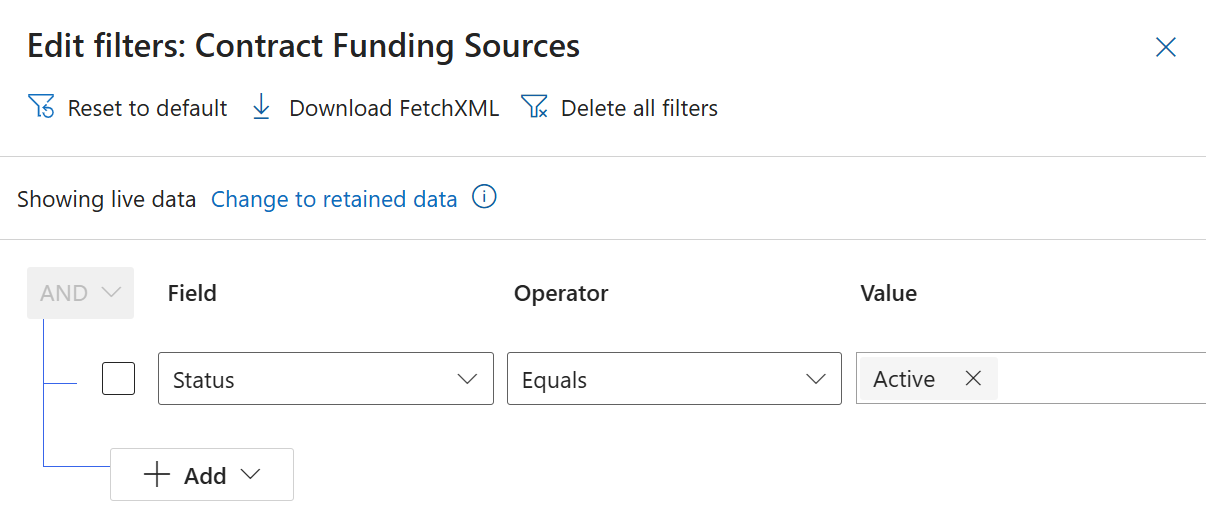 Edit filters: Contract Funding Sources
Reset to default Download FetchXML Delete all filters
Showing live data Change to retained data
AND Field Operator Value
Status Equals Active
Add